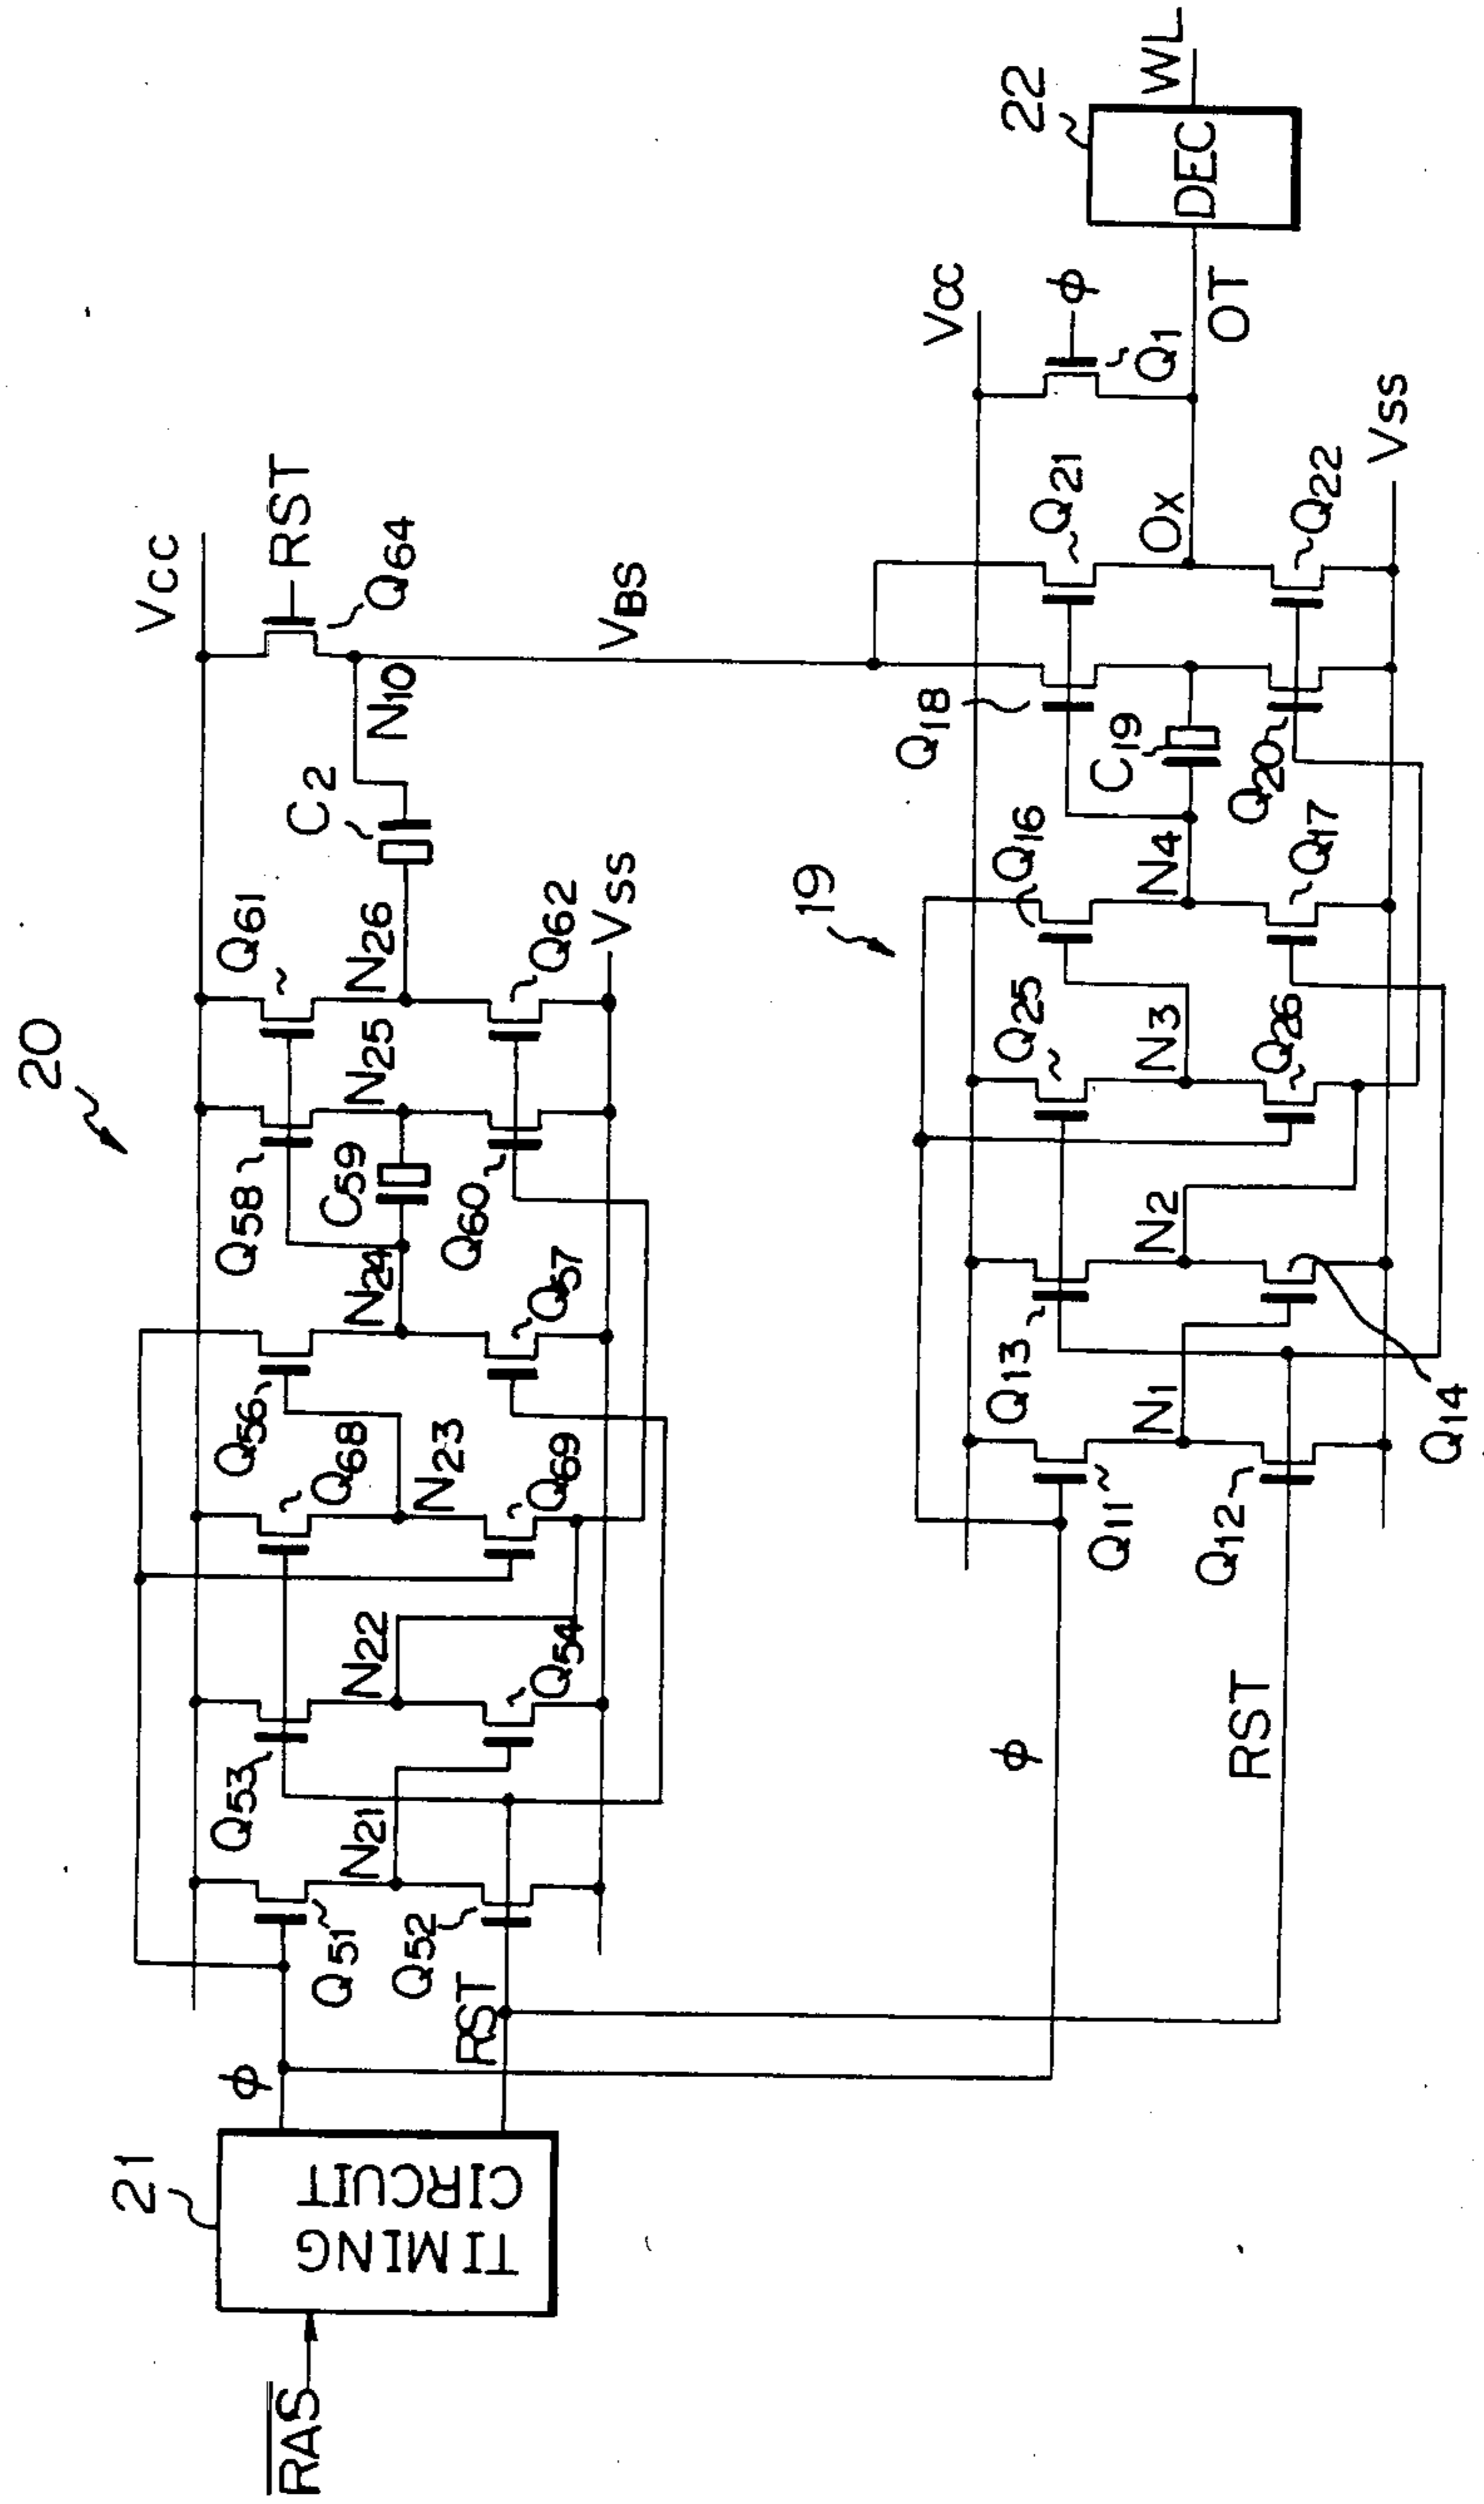 20
RAS
21
TIMING
CIRCUIT
ϕ
RST
Q51
Q52
N21
Q53
N22
Q54
Q68
N23
Q69
Q56
N24
Q57
Q58
C59
N25
Q60
Q61
N26
Q62
VSS
C2
N10
VCC
RST
Q64
VBS
19
ϕ
RST
Q11
Q12
N1
Q13
N2
Q14
Q25
N3
Q26
Q16
N4
Q17
Q18
C19
Q20
Q21
OX
Q22
VSS
VCC
ϕ
Q1
OT
22
DEC
WL